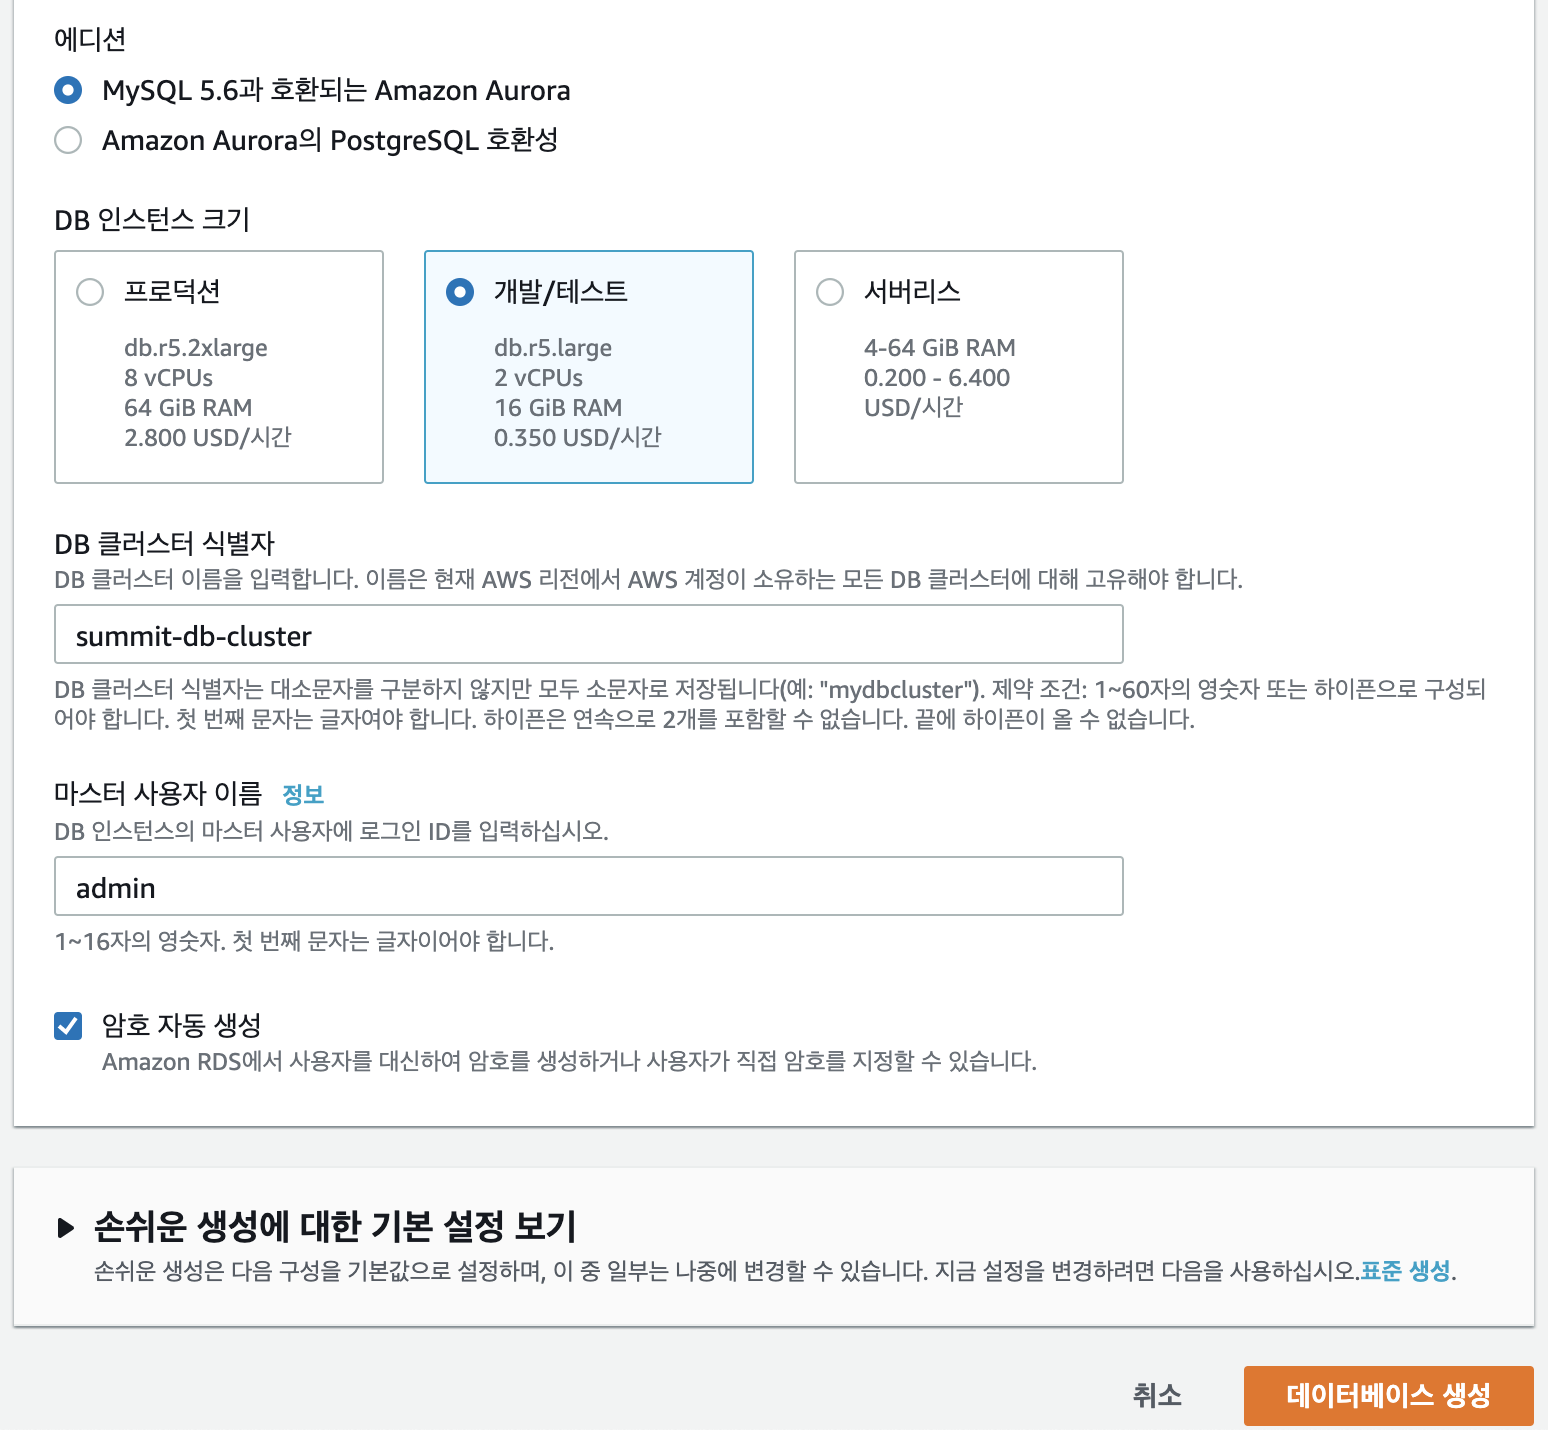 에디션
MySQL 5.6과 호환되는 Amazon Aurora
Amazon Aurora의 PostgreSQL 호환성
DB 인스턴스 크기
프로덕션
db.r5.2xlarge
8 vCPUs
64 GiB RAM
2.800 USD/시간
개발/테스트
db.r5.large
2 vCPUs
16 GiB RAM
0.350 USD/시간
서버리스
4-64 GiB RAM
0.200 - 6.400
USD/시간
DB 클러스터 식별자
DB 클러스터 이름을 입력합니다. 이름은 현재 AWS 리전에서 AWS 계정이 소유하는 모든 DB 클러스터에 대해 고유해야 합니다.
summit-db-cluster
DB 클러스터 식별자는 대소문자를 구분하지 않지만 모두 소문자로 저장됩니다(예: "mydbcluster"). 제약 조건: 1~60자의 영숫자 또는 하이픈으로 구성되
어야 합니다. 첫 번째 문자는 글자여야 합니다. 하이픈은 연속으로 2개를 포함할 수 없습니다. 끝에 하이픈이 올 수 없습니다.
마스터 사용자 이름 정보
DB 인스턴스의 마스터 사용자에 로그인 ID를 입력하십시오.
admin
1~16자의 영숫자. 첫 번째 문자는 글자이어야 합니다.
암호 자동 생성
Amazon RDS에서 사용자를 대신하여 암호를 생성하거나 사용자가 직접 암호를 지정할 수 있습니다.
손쉬운 생성에 대한 기본 설정 보기
손쉬운 생성은 다음 구성을 기본값으로 설정하며, 이 중 일부는 나중에 변경할 수 있습니다. 지금 설정을 변경하려면 다음을 사용하십시오.표준 생성.
취소
데이터베이스 생성